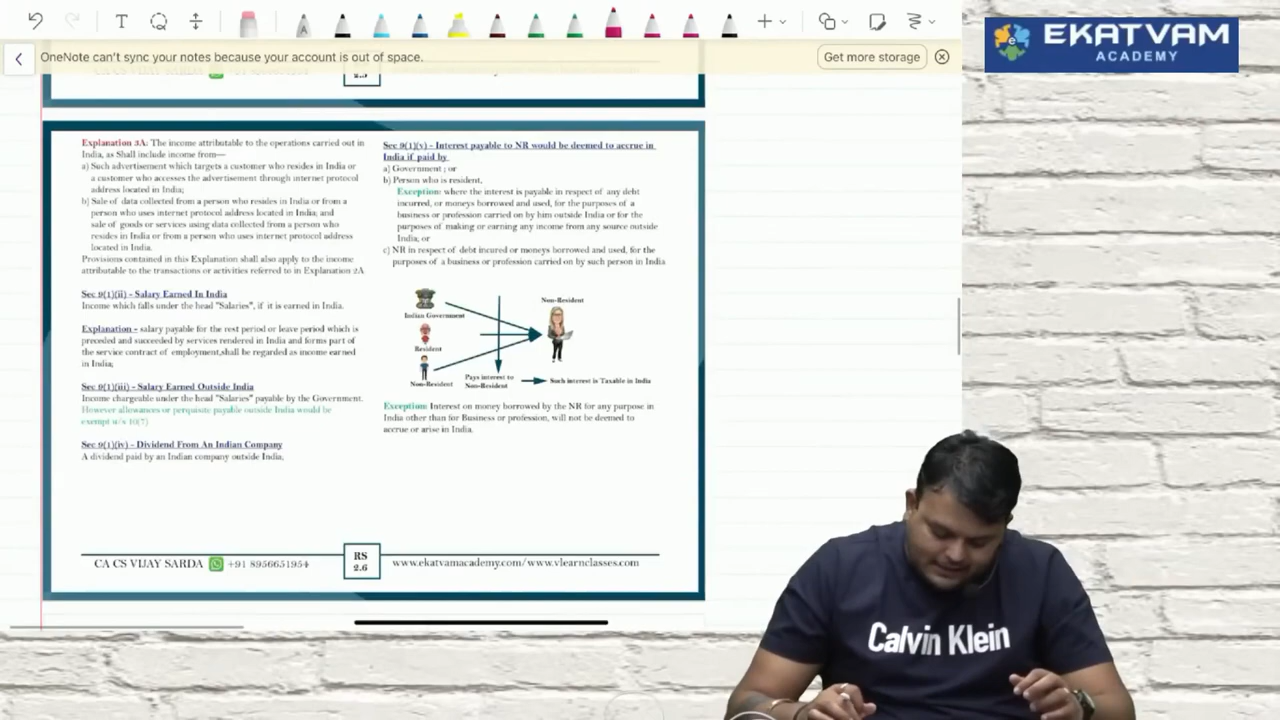 EKATVAM
ACADEMY
OneNote can't sync your notes because your account is out of space.
Get more storage
Explanation 3A: The income attributable to the operations carried out in
India, as Shall include income from—
a) Such advertisement which targets a customer who resides in India or
a customer who accesses the advertisement through internet protocol
address located in India;
b) Sale of data collected from a person who resides in India or from a
person who uses internet protocol address located in India; and
sale of goods or services using data collected from a person who
resides in India or from a person who uses internet protocol address
located in India.
Provisions contained in this Explanation shall also apply to the income
attributable to the transactions or activities referred to in Explanation 2A
Sec 9(1)(ii) - Salary Earned In India
Income which falls under the head "Salaries", if it is earned in India.
Explanation - salary payable for the rest period or leave period which is
preceded and succeeded by services rendered in India and forms part of
the service contract of employment,shall be regarded as income earned
in India;
Sec 9(1)(iii) - Salary Earned Outside India
Income chargeable under the head "Salaries" payable by the Government.
However allowances or perquisite payable outside India would be
exempt u/s 10(7)
Sec 9(1)(iv) - Dividend From An Indian Company
A dividend paid by an Indian company outside India,
Sec 9(1)(v) - Interest payable to NR would be deemed to accrue in
India if paid by
a) Government ; or
b) Person who is resident,
Exception: where the interest is payable in respect of any debt
incurred, or moneys borrowed and used, for the purposes of a
business or profession carried on by him outside India or for the
purposes of making or earning any income from any source outside
India; or
c) NR in respect of debt incured or moneys borrowed and used, for the
purposes of a business or profession carried on by such person in India
Indian Government
Resident
Non-Resident
Non-Resident
Pays interest to
Non-Resident
Such interest is Taxable in India
Exception: Interest on money borrowed by the NR for any purpose in
India other than for Business or profession, will not be deemed to
accrue or arise in India.
CA CS VIJAY SARDA +91 8956651954
RS
2.6
www.ekatvamacademy.com/ www.vlearnclasses.com
Calvin Klein